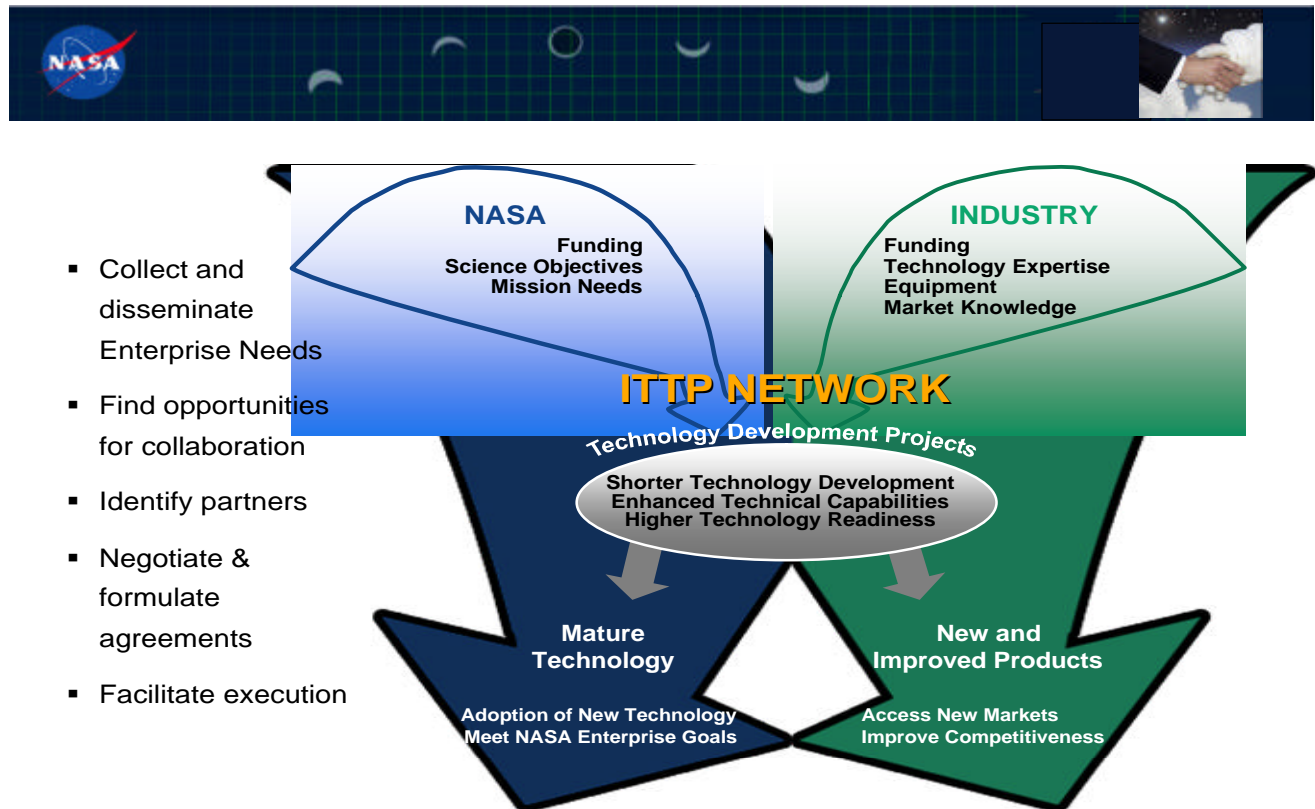 NASA
▪ Collect and
disseminate
Enterprise Needs
▪ Find opportunities
for collaboration
▪ Identify partners
▪ Negotiate &
formulate
agreements
▪ Facilitate execution
NASA
Funding
Science Objectives
Mission Needs
INDUSTRY
Funding
Technology Expertise
Equipment
Market Knowledge
ITTP NETWORK
Technology Development Projects
Shorter Technology Development
Enhanced Technical Capabilities
Higher Technology Readiness
Mature
Technology
Adoption of New Technology
Meet NASA Enterprise Goals
New and
Improved Products
Access New Markets
Improve Competitiveness